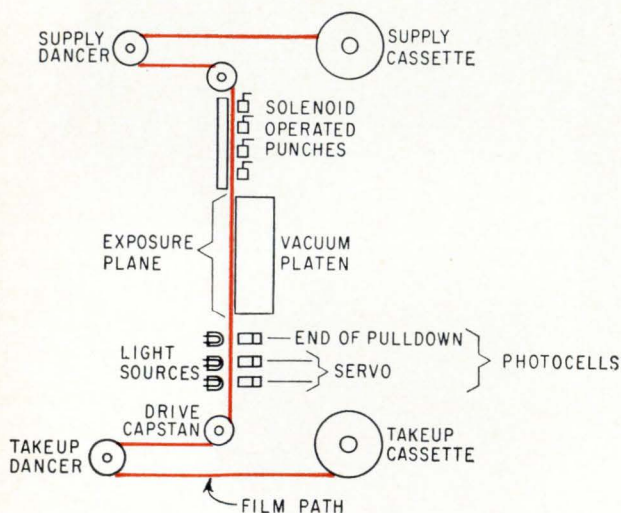 SUPPLY
DANCER
SUPPLY
CASSETTE
SOLENOID
OPERATED
PUNCHES
EXPOSURE
PLANE
VACUUM
PLATEN
END OF PULLDOWN
LIGHT
SOURCES
SERVO
PHOTOCELLS
DRIVE
CAPSTAN
TAKEUP
DANCER
TAKEUP
CASSETTE
FILM PATH